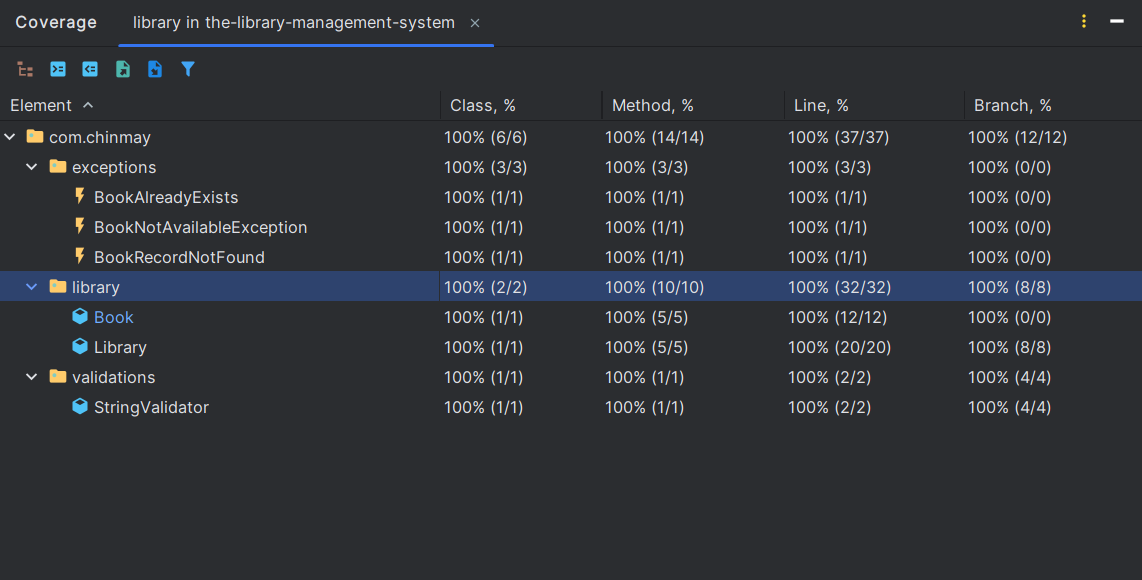 Coverage library in the-library-management-system
Element Class, % Method, % Line, % Branch, %
com.chinmay 100% (6/6) 100% (14/14) 100% (37/37) 100% (12/12)
exceptions 100% (3/3) 100% (3/3) 100% (3/3) 100% (0/0)
BookAlreadyExists 100% (1/1) 100% (1/1) 100% (1/1) 100% (0/0)
BookNotAvailableException 100% (1/1) 100% (1/1) 100% (1/1) 100% (0/0)
BookRecordNotFound 100% (1/1) 100% (1/1) 100% (1/1) 100% (0/0)
library 100% (2/2) 100% (10/10) 100% (32/32) 100% (8/8)
Book 100% (1/1) 100% (5/5) 100% (12/12) 100% (0/0)
Library 100% (1/1) 100% (5/5) 100% (20/20) 100% (8/8)
validations 100% (1/1) 100% (1/1) 100% (2/2) 100% (4/4)
StringValidator 100% (1/1) 100% (1/1) 100% (2/2) 100% (4/4)